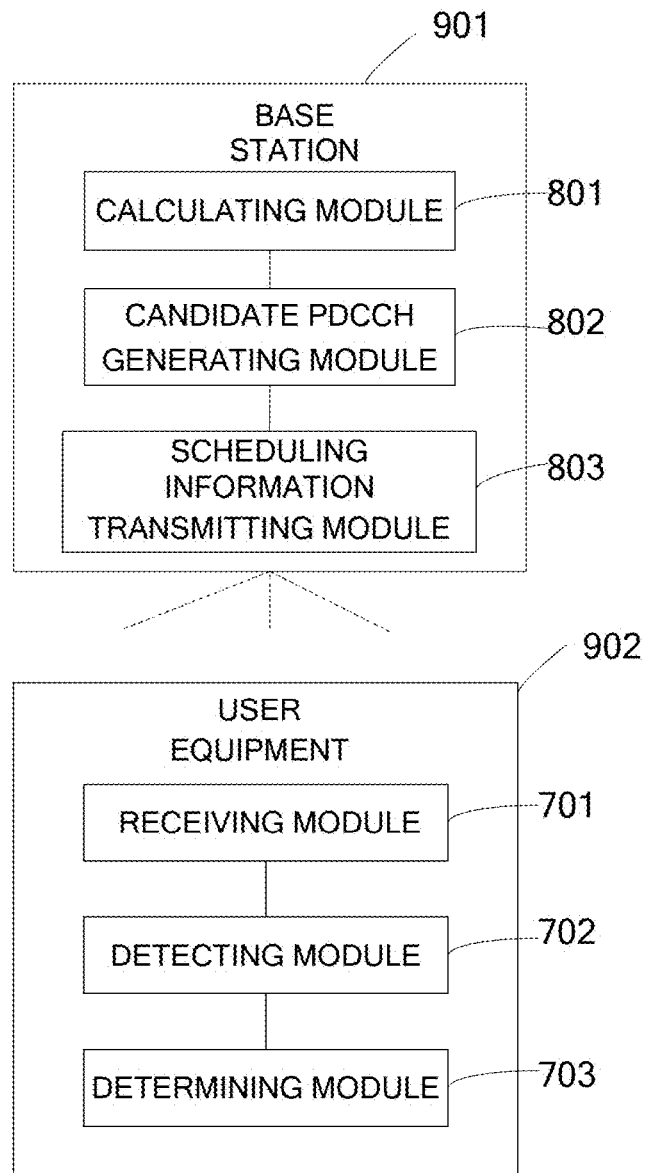 901
BASE
STATION
CALCULATING MODULE
801
CANDIDATE PDCCH
GENERATING MODULE
802
SCHEDULING
INFORMATION
TRANSMITTING MODULE
803
902
USER
EQUIPMENT
RECEIVING MODULE
701
DETECTING MODULE
702
DETERMINING MODULE
703